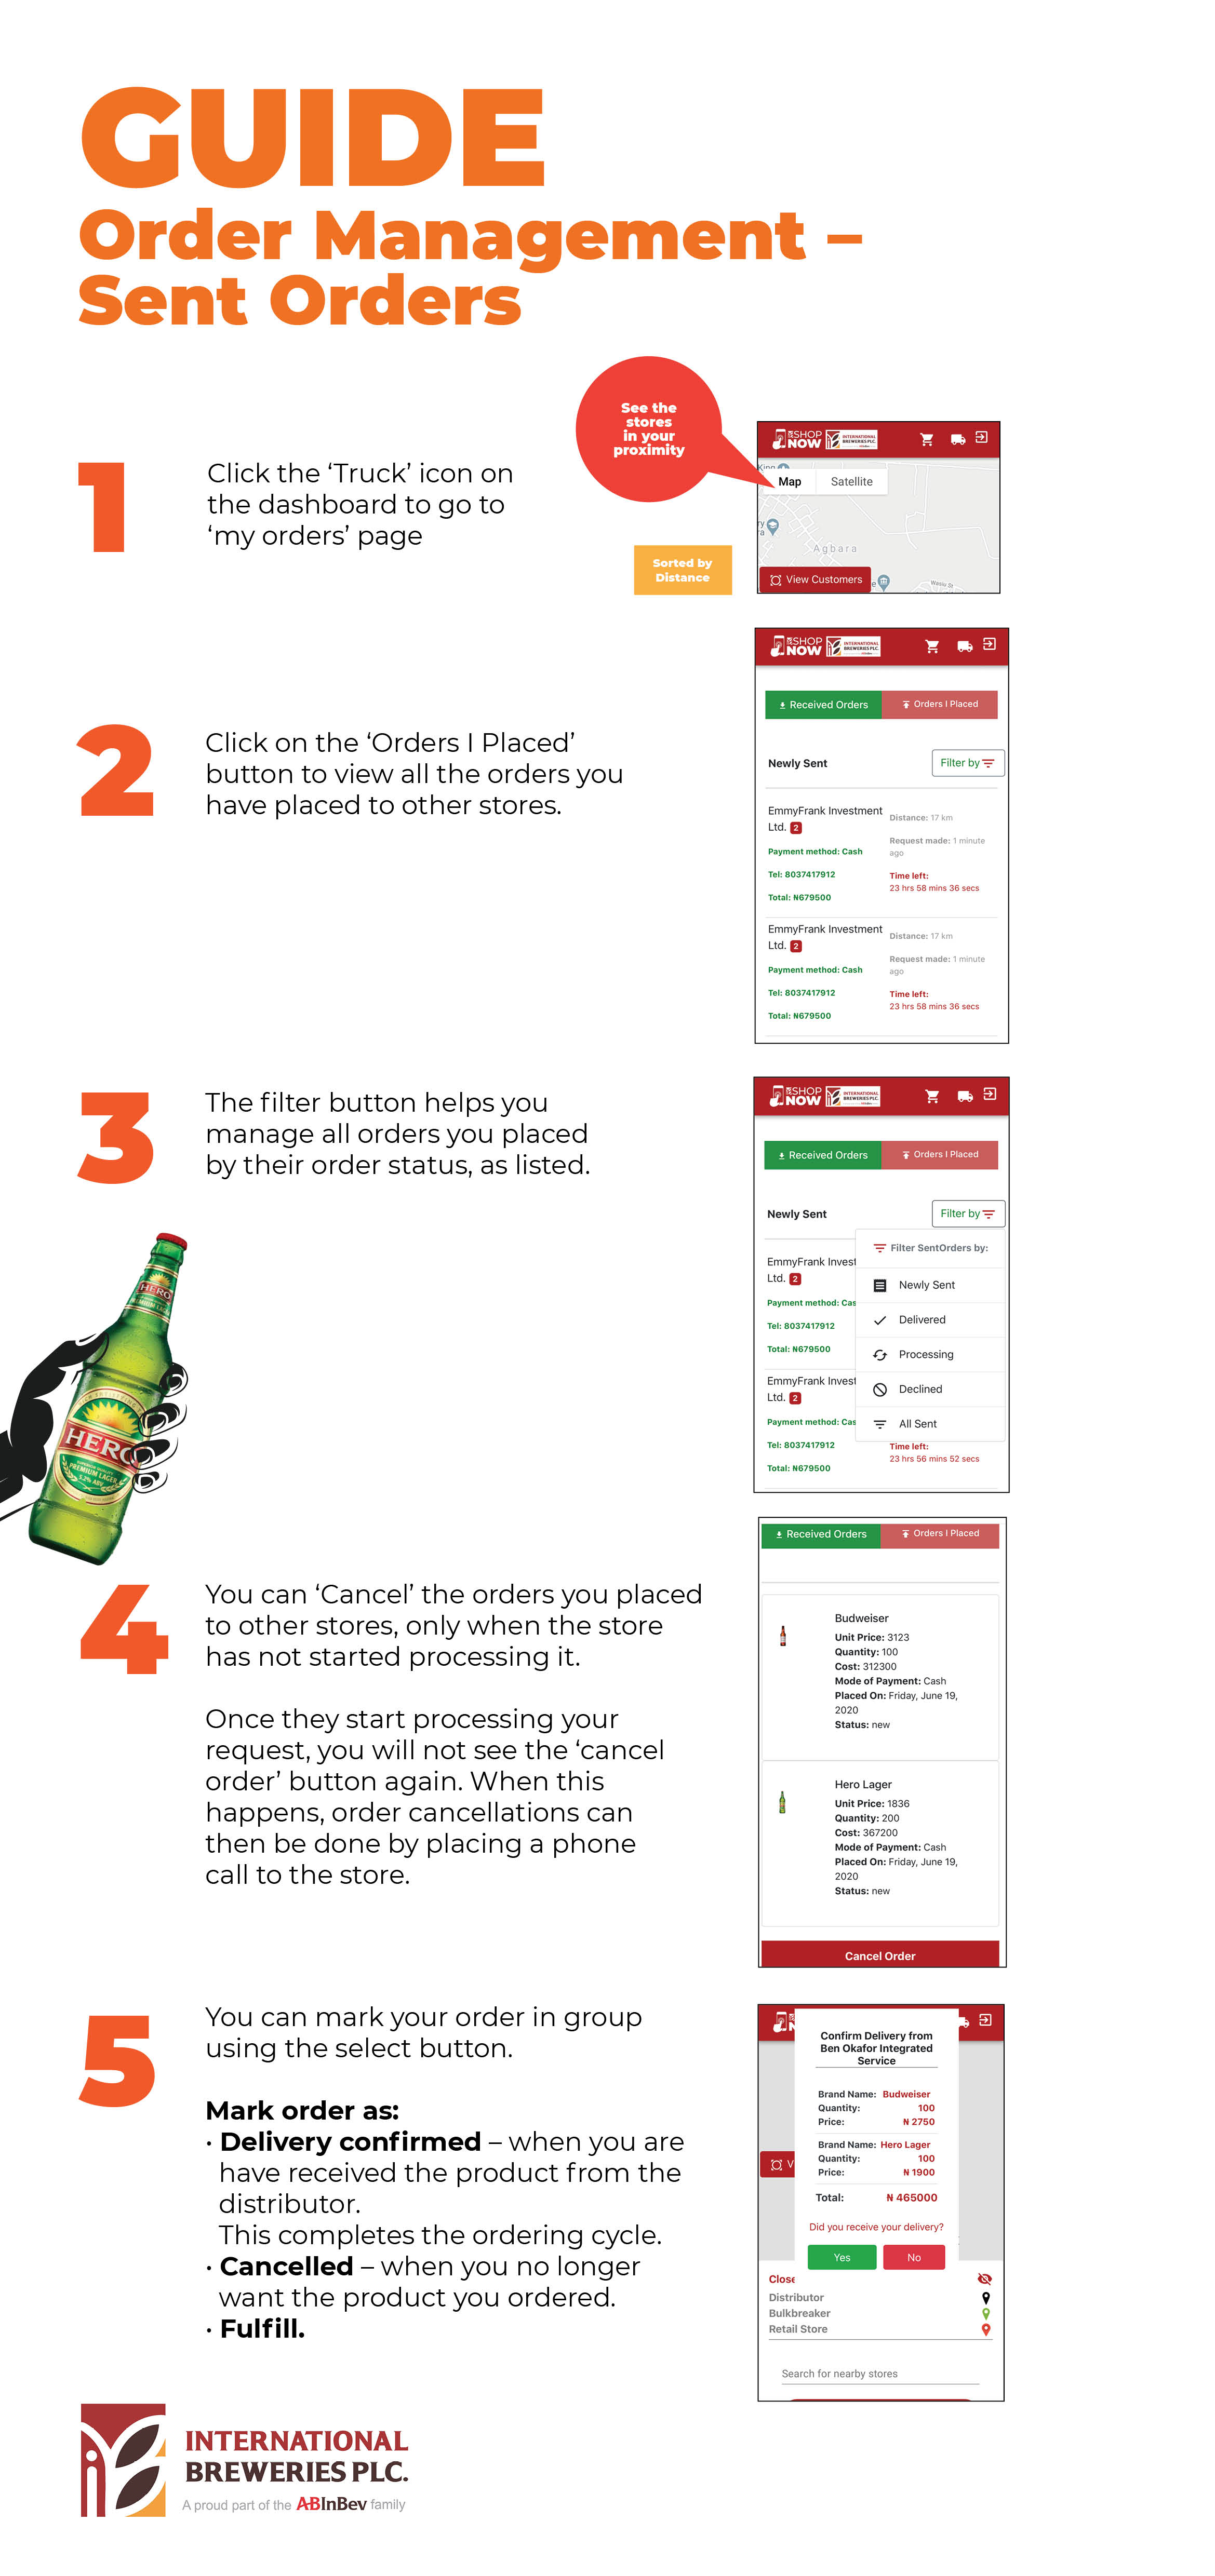 GUIDE
Order Management –
Sent Orders
See the
stores
in your
proximity
1
Click the ‘Truck’ icon on
the dashboard to go to
‘my orders’ page
Sorted by
Distance
SHOP
NOW
INTERNATIONAL
BREWERIES PLC.
Map
Satellite
Agbara
View Customers
Wasiu St
2
Click on the ‘Orders I Placed’
button to view all the orders you
have placed to other stores.
SHOP
NOW
INTERNATIONAL
BREWERIES PLC.
Received Orders
Orders I Placed
Newly Sent
Filter by
EmmyFrank Investment
Ltd. 2
Distance: 17 km
Request made: 1 minute
ago
Payment method: Cash
Tel: 8037417912
Time left:
23 hrs 58 mins 36 secs
Total: ₦679500
EmmyFrank Investment
Ltd. 2
Distance: 17 km
Request made: 1 minute
ago
Payment method: Cash
Tel: 8037417912
Time left:
23 hrs 58 mins 36 secs
Total: ₦679500
3
The filter button helps you
manage all orders you placed
by their order status, as listed.
SHOP
NOW
INTERNATIONAL
BREWERIES PLC.
Received Orders
Orders I Placed
Newly Sent
Filter by
Filter SentOrders by:
Newly Sent
Delivered
Processing
Declined
All Sent
EmmyFrank Invest
Ltd. 2
Payment method: Cas
Tel: 8037417912
Total: ₦679500
EmmyFrank Invest
Ltd. 2
Payment method: Cas
Tel: 8037417912
Time left:
23 hrs 56 mins 52 secs
Total: ₦679500
HERO
HERO
PREMIUM LAGER
5.2% ABV
4
You can ‘Cancel’ the orders you placed
to other stores, only when the store
has not started processing it.
Once they start processing your
request, you will not see the ‘cancel
order’ button again. When this
happens, order cancellations can
then be done by placing a phone
call to the store.
Received Orders
Orders I Placed
Budweiser
Unit Price: 3123
Quantity: 100
Cost: 312300
Mode of Payment: Cash
Placed On: Friday, June 19,
2020
Status: new
Hero Lager
Unit Price: 1836
Quantity: 200
Cost: 367200
Mode of Payment: Cash
Placed On: Friday, June 19,
2020
Status: new
Cancel Order
5
You can mark your order in group
using the select button.
Mark order as:
· Delivery confirmed – when you are
have received the product from the
distributor.
This completes the ordering cycle.
· Cancelled – when you no longer
want the product you ordered.
· Fulfill.
Confirm Delivery from
Ben Okafor Integrated
Service
Brand Name: Budweiser
Quantity: 100
Price: ₦ 2750
Brand Name: Hero Lager
Quantity: 100
Price: ₦ 1900
Total: ₦ 465000
Did you receive your delivery?
Yes
No
V
Close
Distributor
Bulkbreaker
Retail Store
Search for nearby stores
INTERNATIONAL
BREWERIES PLC.
A proud part of the ABInBev family